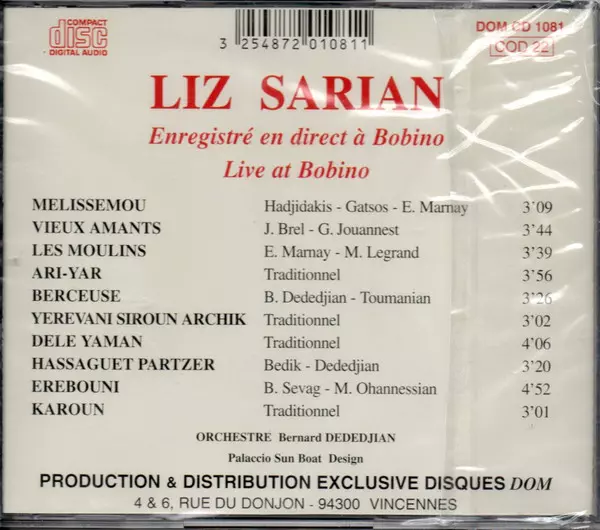 COMPACT
disc
DIGITAL AUDIO
3 254872 010811
DOM CD 1081
COD 22
LIZ SARIAN
Enregistré en direct à Bobino
Live at Bobino
MELISSEMOU Hadjidakis - Gatsos - E. Marnay 3'09
VIEUX AMANTS J. Brel - G. Jouannest 3'44
LES MOULINS E. Marnay - M. Legrand 3'39
ARI-YAR Traditionnel 3'56
BERCEUSE B. Dededjian - Toumanian 3'26
YEREVANI SIROUN ARCHIK Traditionnel 3'02
DELE YAMAN Traditionnel 4'06
HASSAGUET PARTZER Bedik - Dededjian 3'20
EREBOUNI B. Sevag - M. Ohannessian 4'52
KAROUN Traditionnel 3'01
ORCHESTRE Bernard DEDEDJIAN
Palaccio Sun Boat Design
PRODUCTION & DISTRIBUTION EXCLUSIVE DISQUES DOM
4 & 6, RUE DU DONJON - 94300 VINCENNES